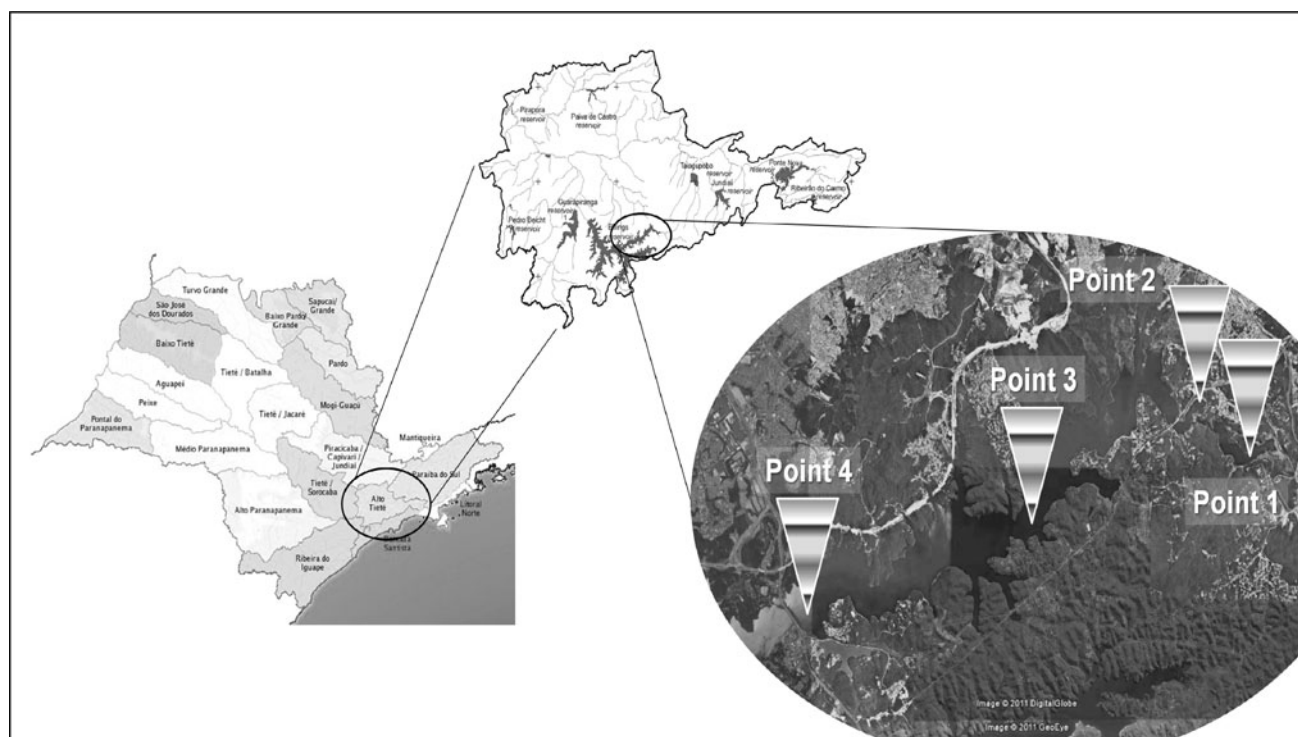 Pirapora
reservoir
Paiva de Castro
reservoir
Ponte Nova
reservoir
reservoir
Jundiaí
reservoir
Ribeirão do Campo
reservoir
Guarapiranga
reservoir
Pedro Beicht
reservoir
Turvo Grande
São José
dos Dourados
Sapucaí/
Grande
Baixo Pardo/
Grande
Baixo Tietê
Tietê / Batalha
Pardo
Aguapeí
Peixe
Tietê / Jacaré
Mogi-Guaçu
Pontal do
Paranapanema
Médio Paranapanema
Mantiqueira
Piracicaba /
Capivari /
Jundiaí
Paraíba do Sul
Tietê /
Sorocaba
Alto
Tietê
Litoral
Norte
Alto Paranapanema
Santista
Ribeira do
Iguape
Point 2
Point 3
Point 4
Point 1
Image © 2011 DigitalGlobe
Image © 2011 GeoEye